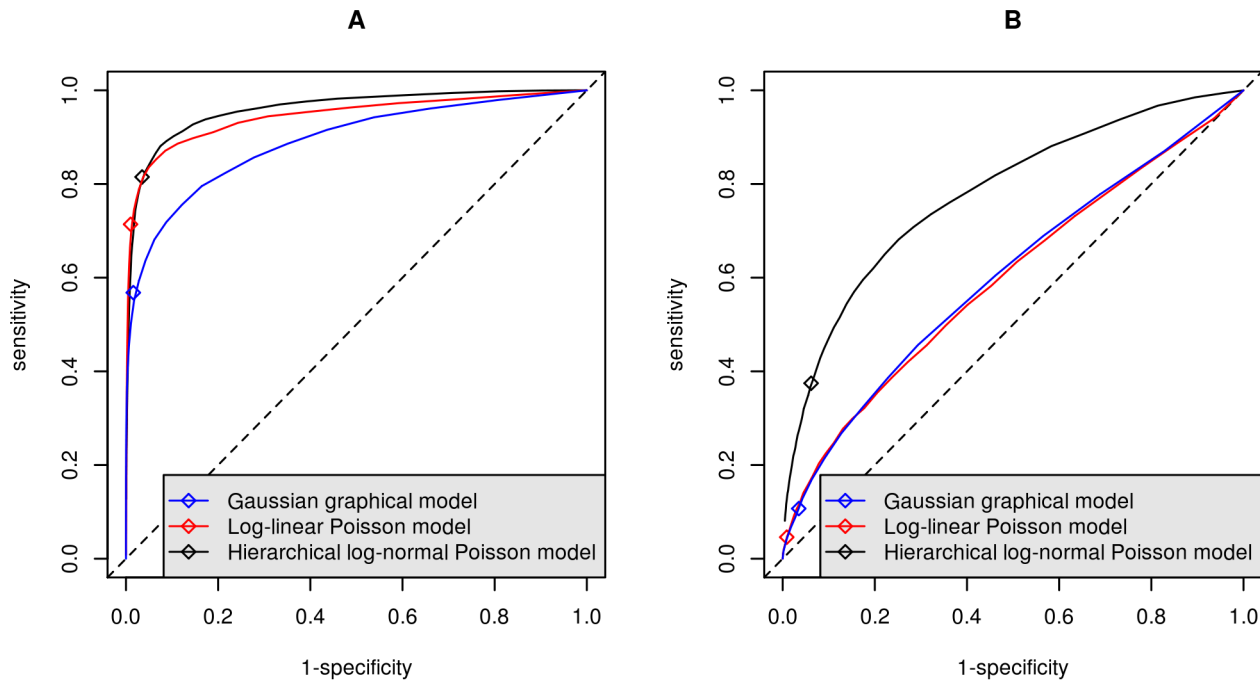 A
sensitivity
1.0
0.8
0.6
0.4
0.2
0.0
Gaussian graphical model
Log-linear Poisson model
Hierarchical log-normal Poisson model
0.0 0.2 0.4 0.6 0.8 1.0
1-specificity
B
sensitivity
1.0
0.8
0.6
0.4
0.2
0.0
Gaussian graphical model
Log-linear Poisson model
Hierarchical log-normal Poisson model
0.0 0.2 0.4 0.6 0.8 1.0
1-specificity